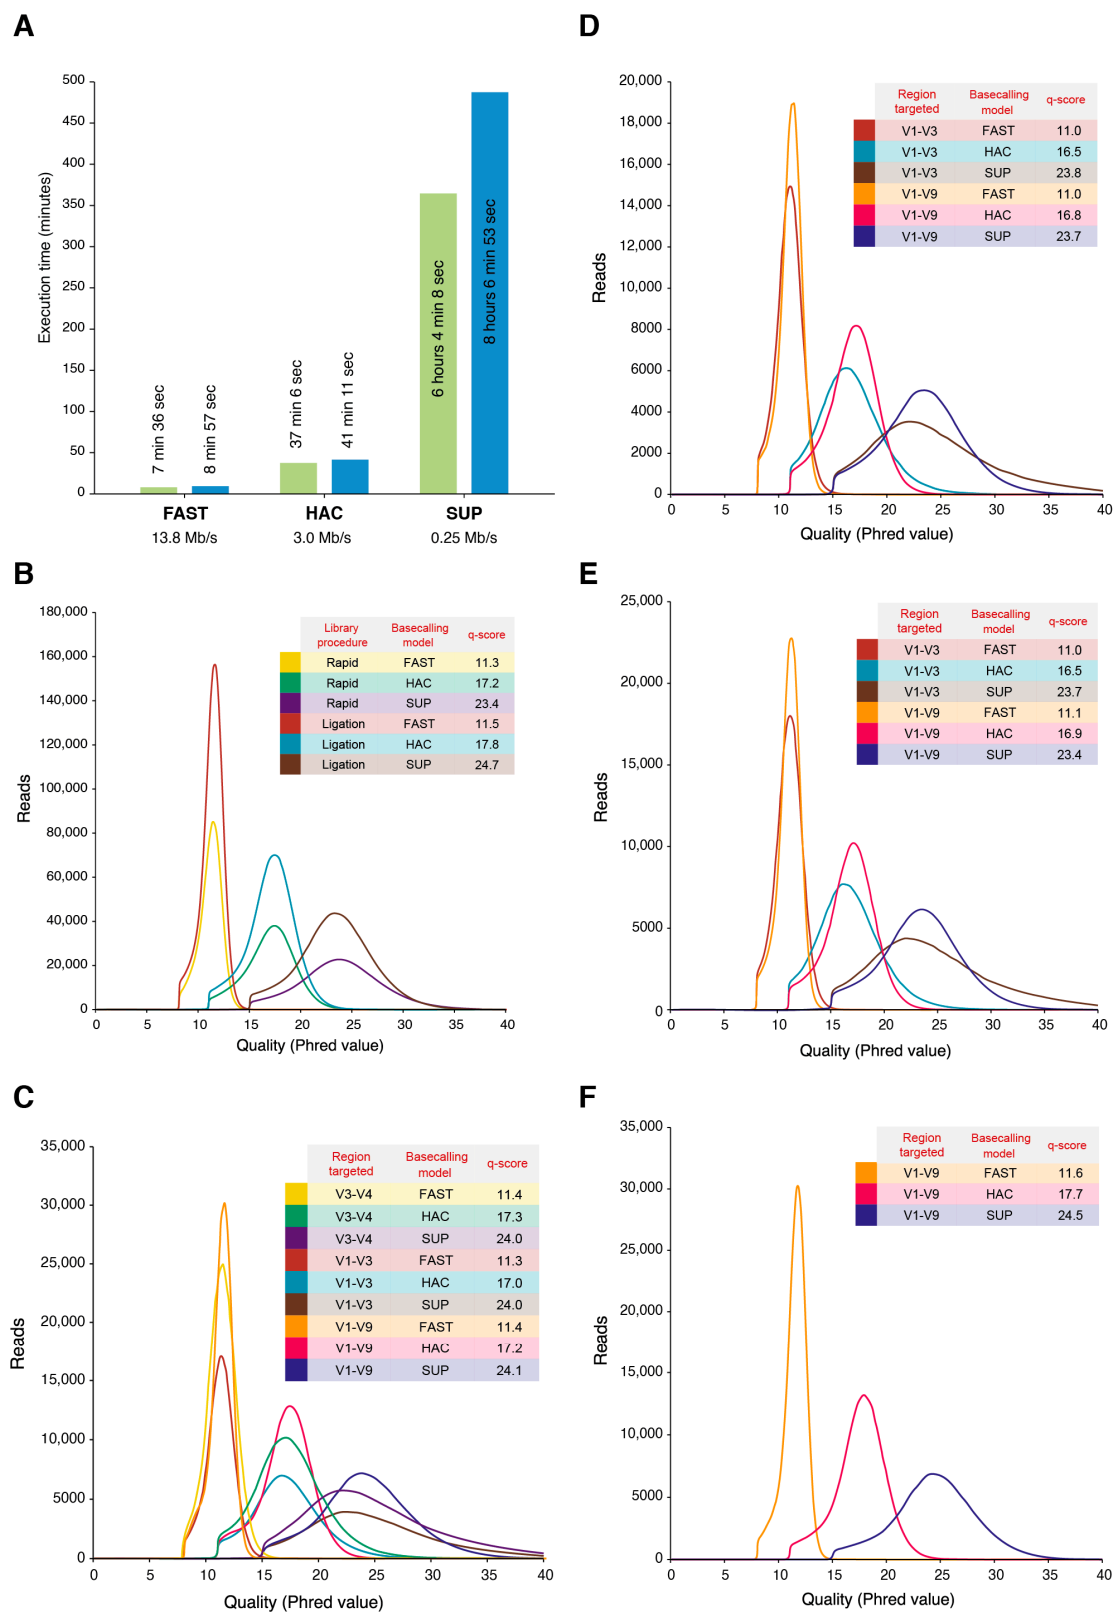 A
500
450
400
350
300
250
200
150
100
50
0
Execution time (minutes)
7 min 36 sec
8 min 57 sec
37 min 6 sec
41 min 11 sec
6 hours 4 min 8 sec
8 hours 6 min 53 sec
FAST HAC SUP
13.8 Mb/s 3.0 Mb/s 0.25 Mb/s
B
180,000
160,000
140,000
120,000
100,000
80,000
60,000
40,000
20,000
0
Reads
Library procedure Basecalling model q-score
Rapid FAST 11.3
Rapid HAC 17.2
Rapid SUP 23.4
Ligation FAST 11.5
Ligation HAC 17.8
Ligation SUP 24.7
0 5 10 15 20 25 30 35 40
Quality (Phred value)
C
35,000
30,000
25,000
20,000
15,000
10,000
5000
0
Reads
Region targeted Basecalling model q-score
V3-V4 FAST 11.4
V3-V4 HAC 17.3
V3-V4 SUP 24.0
V1-V3 FAST 11.3
V1-V3 HAC 17.0
V1-V3 SUP 24.0
V1-V9 FAST 11.4
V1-V9 HAC 17.2
V1-V9 SUP 24.1
0 5 10 15 20 25 30 35 40
Quality (Phred value)
D
20,000
18,000
16,000
14,000
12,000
10,000
8000
6000
4000
2000
0
Reads
Region targeted Basecalling model q-score
V1-V3 FAST 11.0
V1-V3 HAC 16.5
V1-V3 SUP 23.8
V1-V9 FAST 11.0
V1-V9 HAC 16.8
V1-V9 SUP 23.7
0 5 10 15 20 25 30 35 40
Quality (Phred value)
E
25,000
20,000
15,000
10,000
5000
0
Reads
Region targeted Basecalling model q-score
V1-V3 FAST 11.0
V1-V3 HAC 16.5
V1-V3 SUP 23.7
V1-V9 FAST 11.1
V1-V9 HAC 16.9
V1-V9 SUP 23.4
0 5 10 15 20 25 30 35 40
Quality (Phred value)
F
35,000
30,000
25,000
20,000
15,000
10,000
5000
0
Reads
Region targeted Basecalling model q-score
V1-V9 FAST 11.6
V1-V9 HAC 17.7
V1-V9 SUP 24.5
0 5 10 15 20 25 30 35 40
Quality (Phred value)